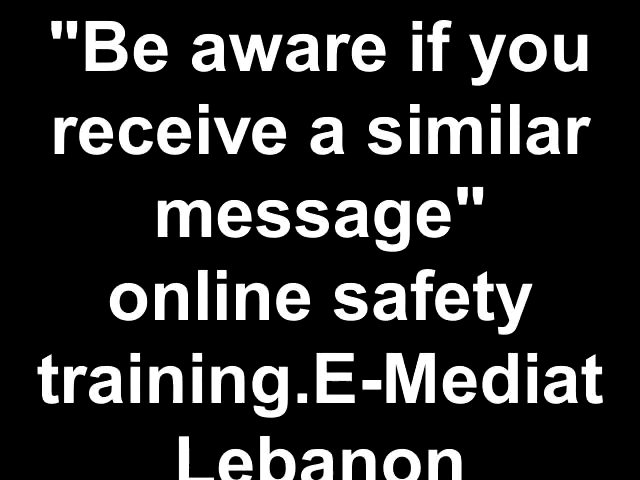 "Be aware if you
receive a similar
message"
online safety
training.E-Mediat
Lebanon